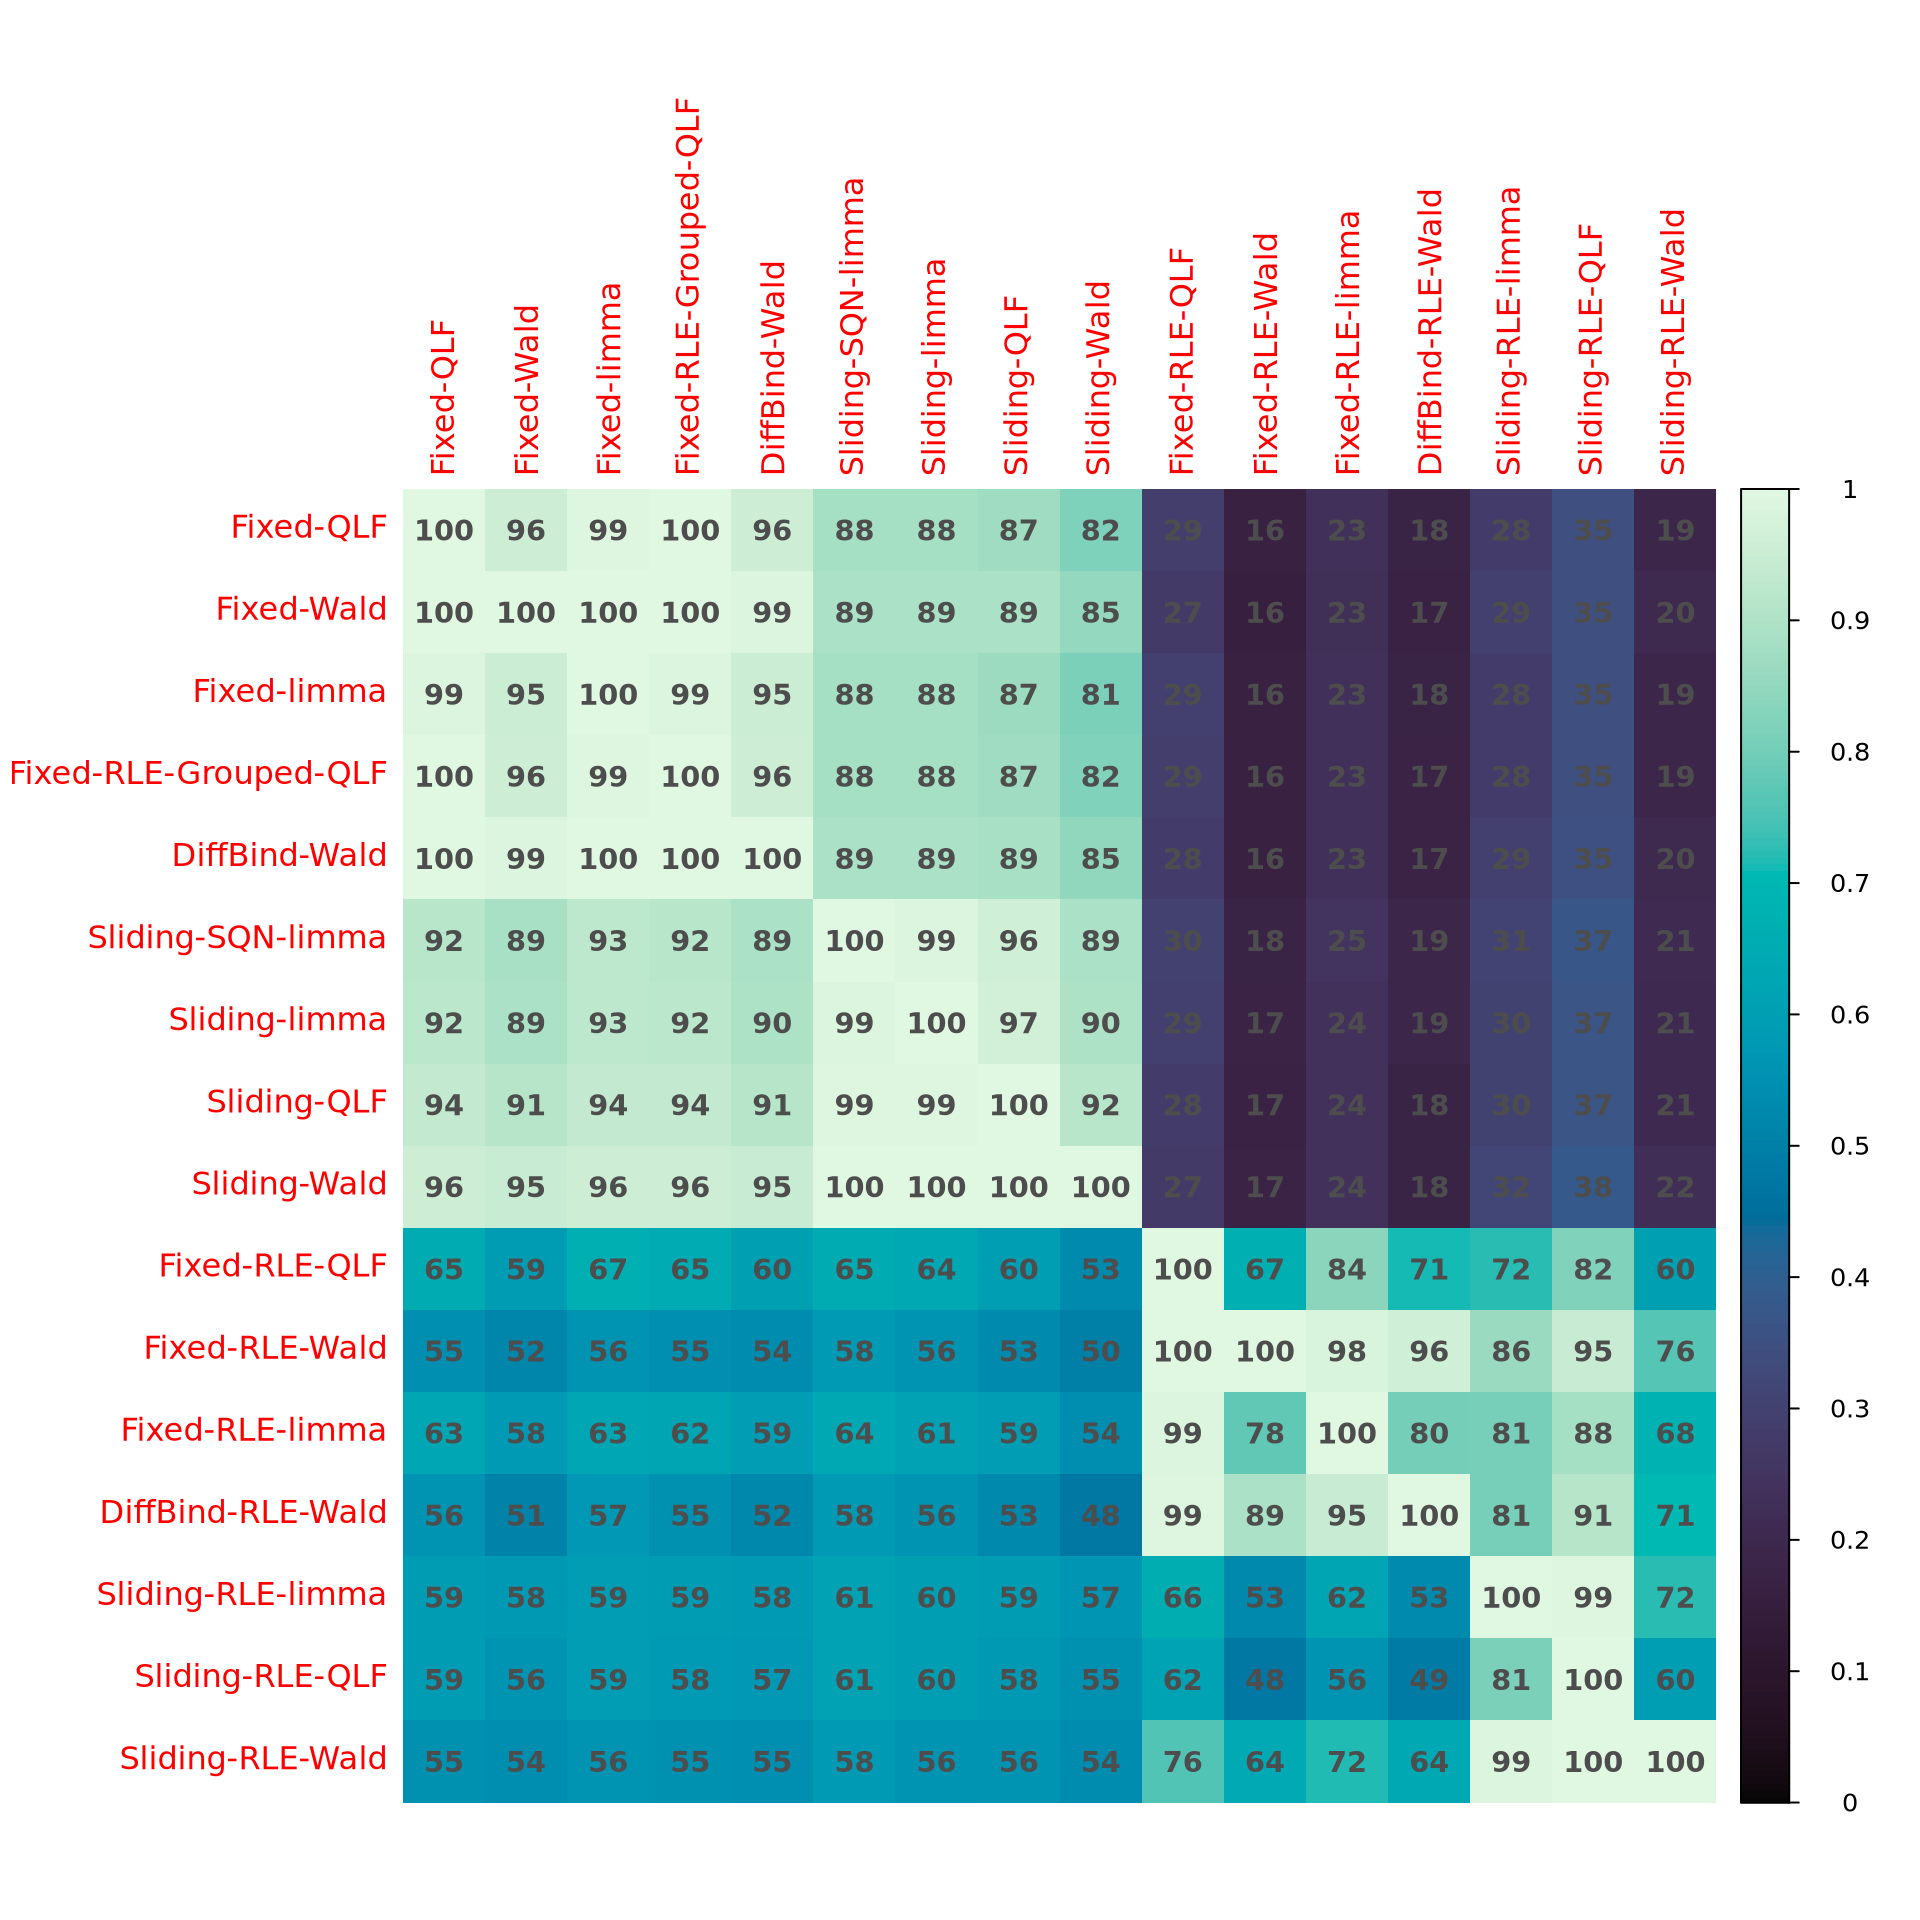 Fixed-QLF Fixed-Wald Fixed-limma Fixed-RLE-Grouped-QLF DiffBind-Wald Sliding-SQN-limma Sliding-limma Sliding-QLF Sliding-Wald Fixed-RLE-QLF Fixed-RLE-Wald Fixed-RLE-limma DiffBind-RLE-Wald Sliding-RLE-limma Sliding-RLE-QLF Sliding-RLE-Wald
Fixed-QLF 100 96 99 100 96 88 88 87 82 29 16 23 18 28 35 19
Fixed-Wald 100 100 100 100 99 89 89 89 85 27 16 23 17 29 35 20
Fixed-limma 99 95 100 99 95 88 88 87 81 29 16 23 18 28 35 19
Fixed-RLE-Grouped-QLF 100 96 99 100 96 88 88 87 82 29 16 23 17 28 35 19
DiffBind-Wald 100 99 100 100 100 89 89 89 85 28 16 23 17 29 35 20
Sliding-SQN-limma 92 89 93 92 89 100 99 96 89 30 18 25 19 31 37 21
Sliding-limma 92 89 93 92 90 99 100 97 90 29 17 24 19 30 37 21
Sliding-QLF 94 91 94 94 91 99 99 100 92 28 17 24 18 30 37 21
Sliding-Wald 96 95 96 96 95 100 100 100 100 27 17 24 18 32 38 22
Fixed-RLE-QLF 65 59 67 65 60 65 64 60 53 100 67 84 71 72 82 60
Fixed-RLE-Wald 55 52 56 55 54 58 56 53 50 100 100 98 96 86 95 76
Fixed-RLE-limma 63 58 63 62 59 64 61 59 54 99 78 100 80 81 88 68
DiffBind-RLE-Wald 56 51 57 55 52 58 56 53 48 99 89 95 100 81 91 71
Sliding-RLE-limma 59 58 59 59 58 61 60 59 57 66 53 62 53 100 99 72
Sliding-RLE-QLF 59 56 59 58 57 61 60 58 55 62 48 56 49 81 100 60
Sliding-RLE-Wald 55 54 56 55 55 58 56 56 54 76 64 72 64 99 100 100
1
0.9
0.8
0.7
0.6
0.5
0.4
0.3
0.2
0.1
0